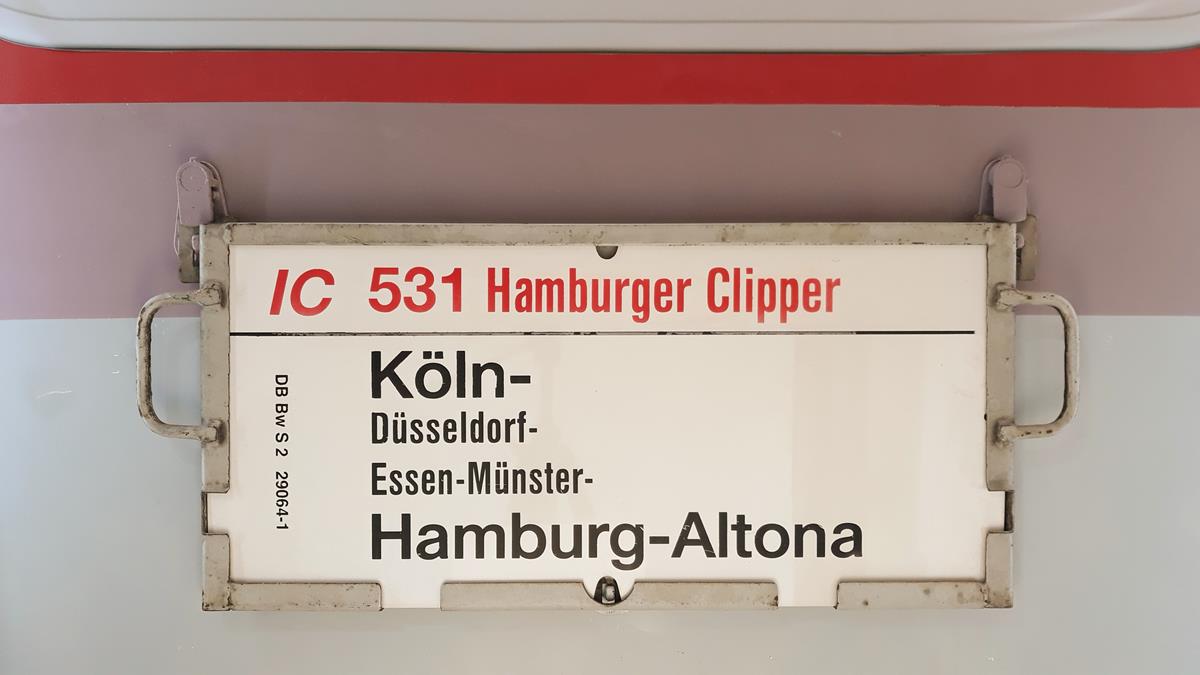 IC 531 Hamburger Clipper
Köln-
Düsseldorf-
Essen-Münster-
Hamburg-Altona
DB Bw S 2 29064-1